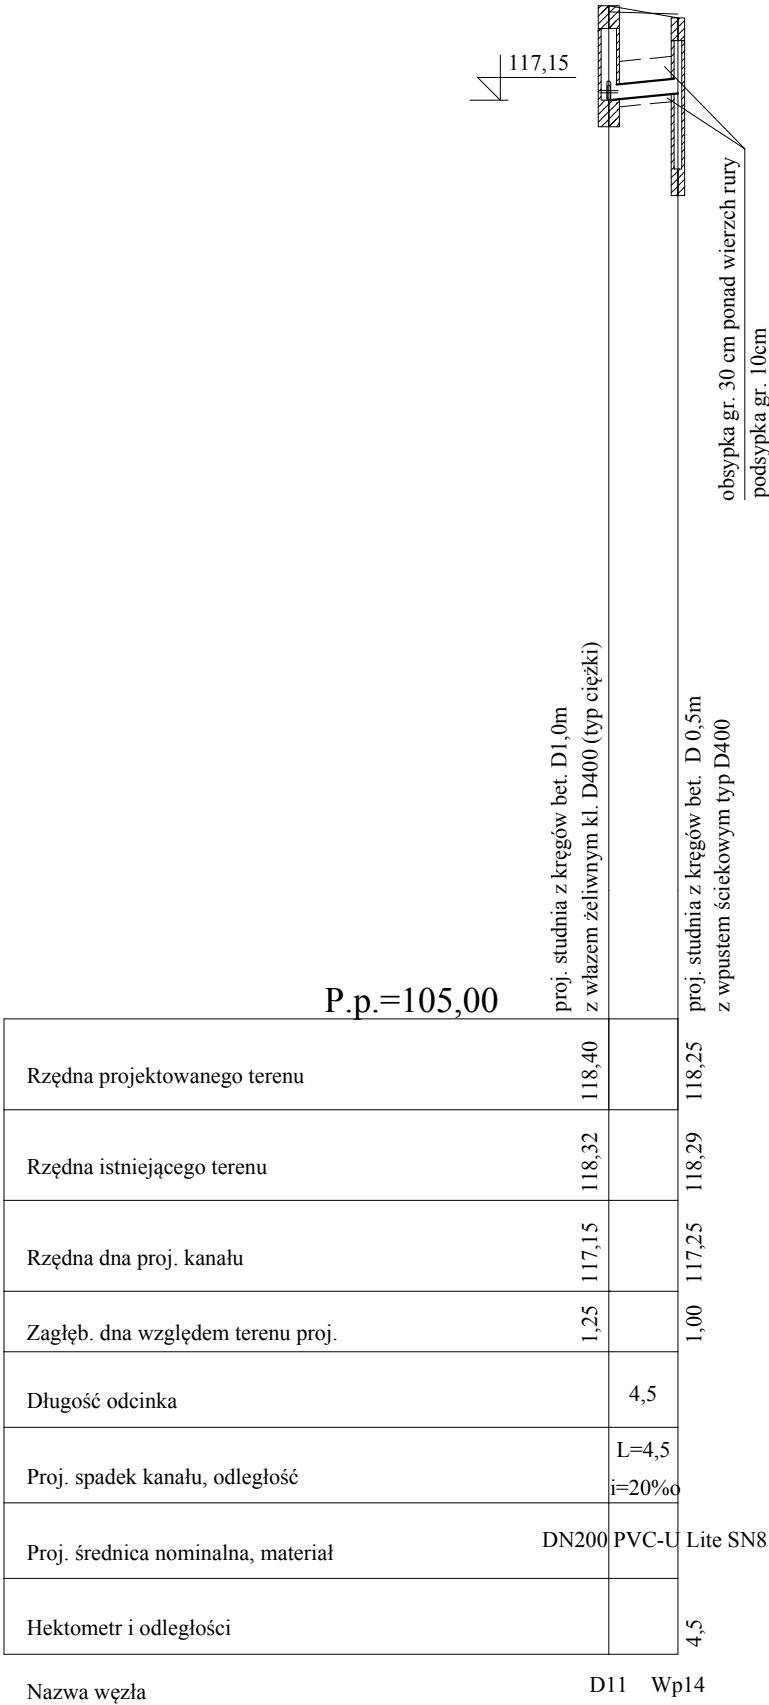 117,15
obsypka gr. 30 cm ponad wierzch rury
podsypka gr. 10cm
proj. studnia z kręgów bet. D1,0m
z włazem żeliwnym kl. D400 (typ ciężki)
proj. studnia z kręgów bet. D 0,5m
z wpustem ściekowym typ D400
P.p.=105,00
Rzędna projektowanego terenu 118,40 118,25
Rzędna istniejącego terenu 118,32 118,29
Rzędna dna proj. kanału 117,15 117,25
Zagłęb. dna względem terenu proj. 1,25 1,00
Długość odcinka 4,5
L=4,5
Proj. spadek kanału, odległość
i=20%o
Proj. średnica nominalna, materiał DN200 PVC-U Lite SN8
Hektometr i odległości 4,5
Nazwa węzła D11 Wp14